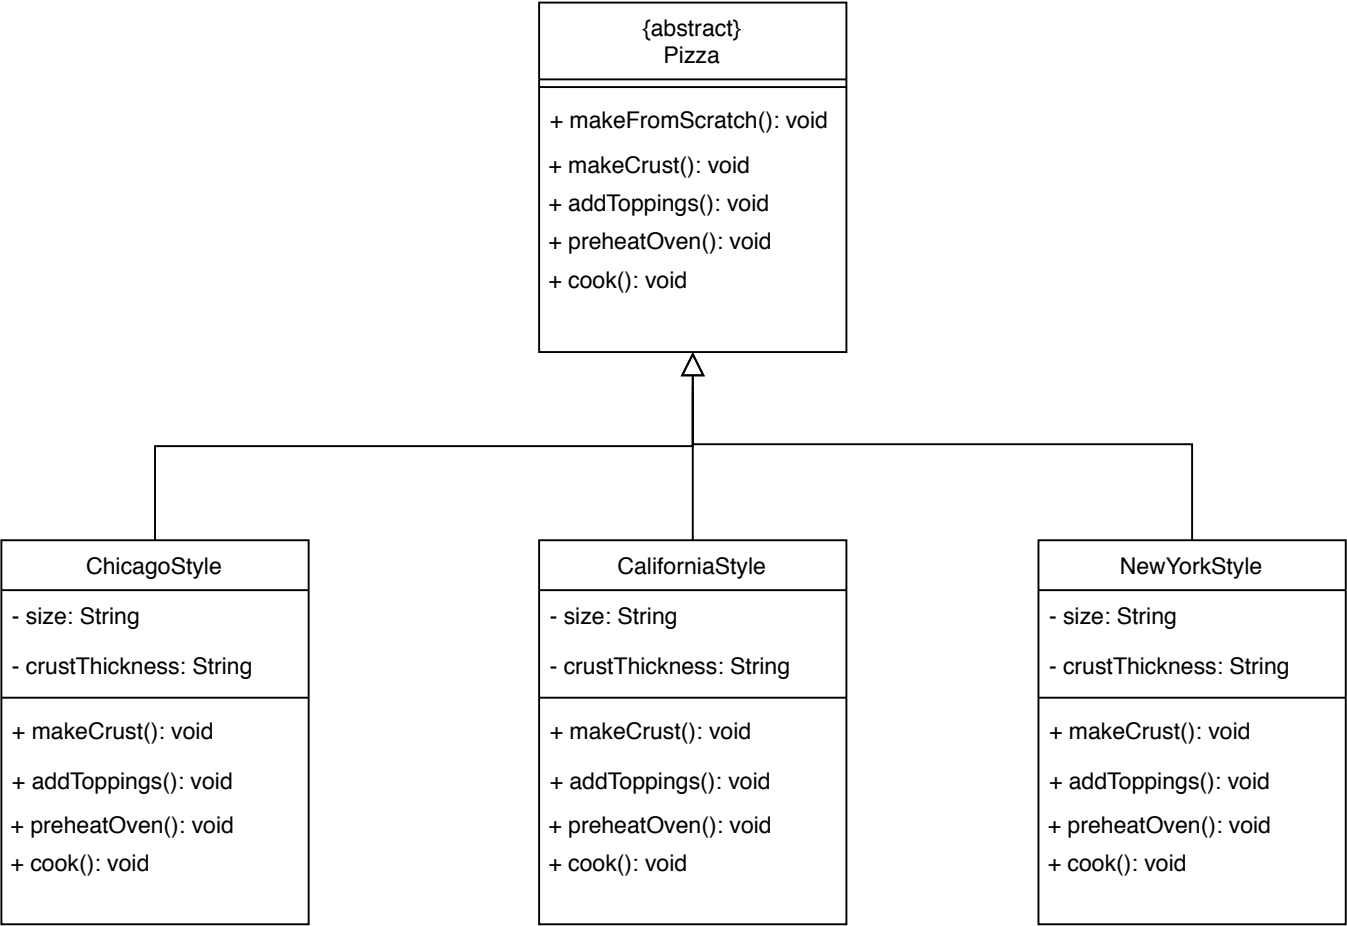 {abstract}
Pizza
+ makeFromScratch(): void
+ makeCrust(): void
+ addToppings(): void
+ preheatOven(): void
+ cook(): void
ChicagoStyle
- size: String
- crustThickness: String
+ makeCrust(): void
+ addToppings(): void
+ preheatOven(): void
+ cook(): void
CaliforniaStyle
- size: String
- crustThickness: String
+ makeCrust(): void
+ addToppings(): void
+ preheatOven(): void
+ cook(): void
NewYorkStyle
- size: String
- crustThickness: String
+ makeCrust(): void
+ addToppings(): void
+ preheatOven(): void
+ cook(): void